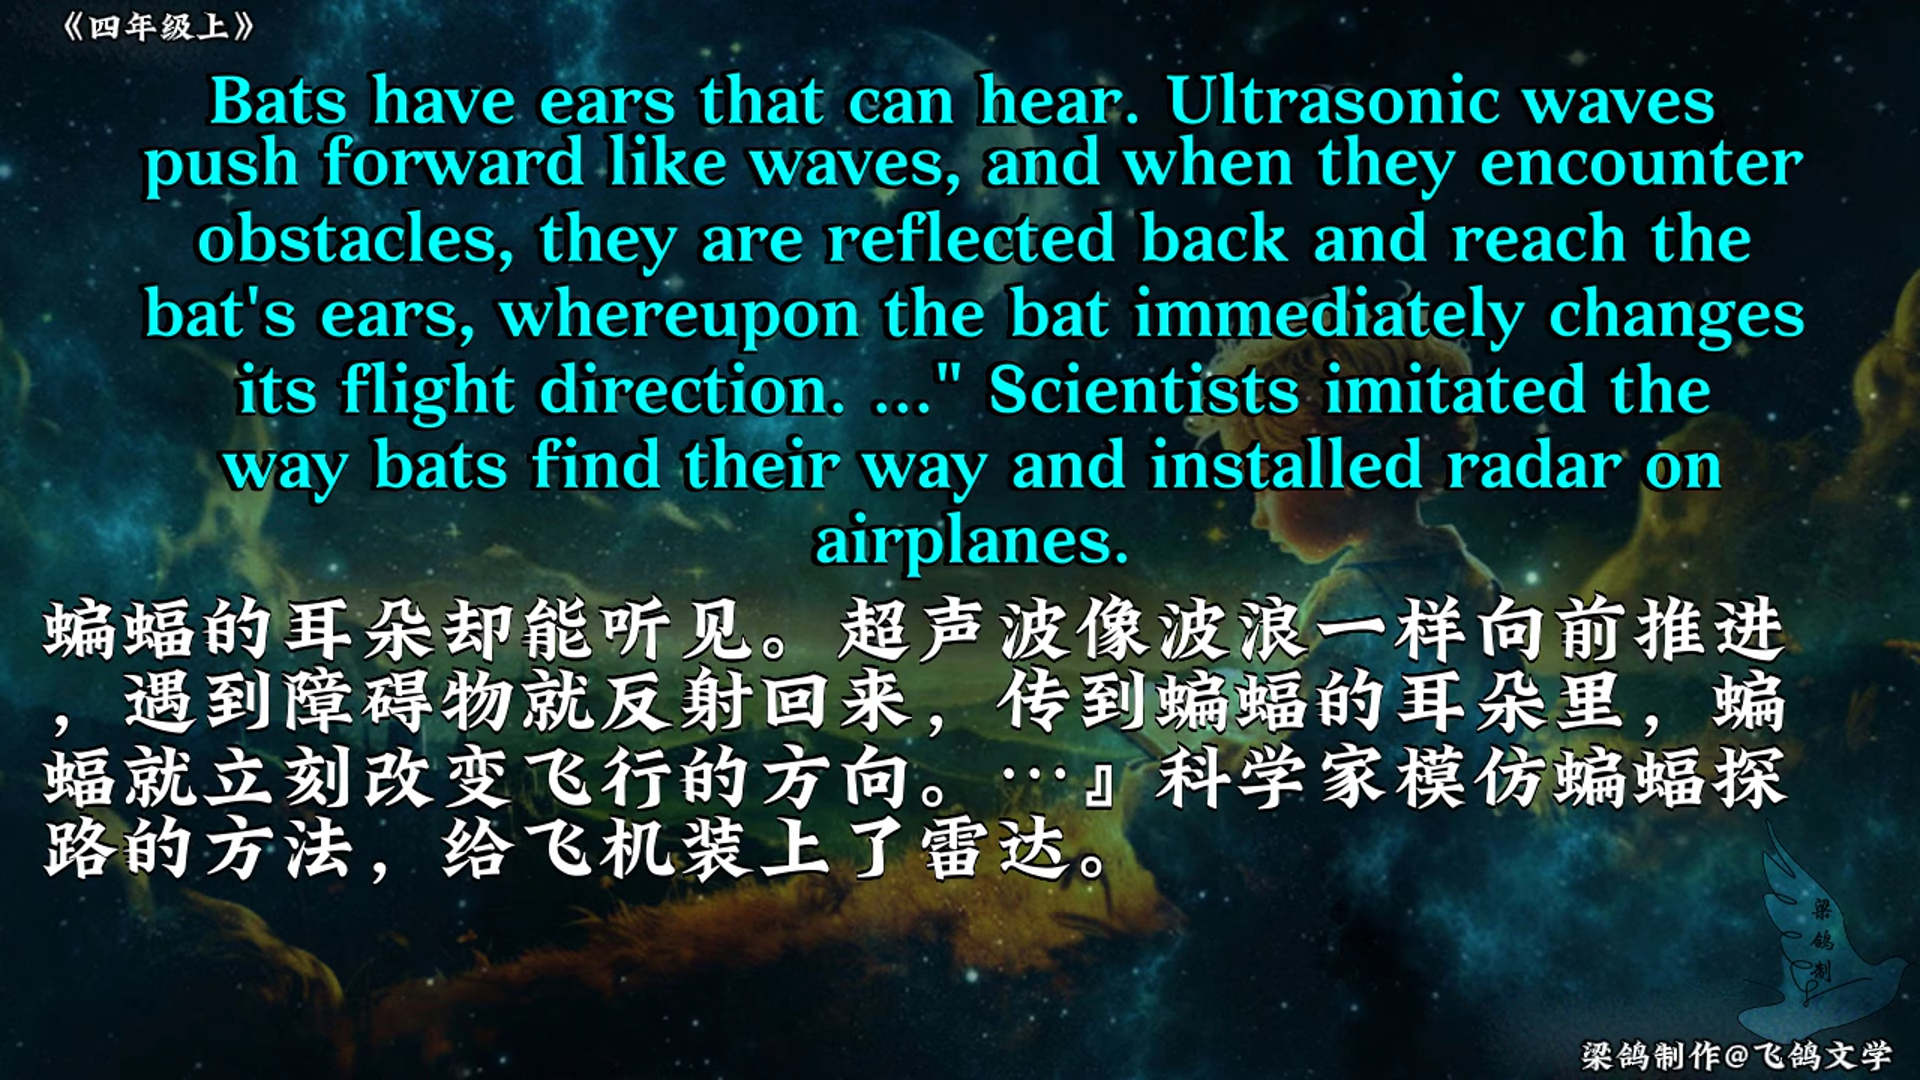 《四年级上》
Bats have ears that can hear. Ultrasonic waves
push forward like waves, and when they encounter
obstacles, they are reflected back and reach the
bat's ears, whereupon the bat immediately changes
its flight direction. ..." Scientists imitated the
way bats find their way and installed radar on
airplanes.
蝙蝠的耳朵却能听见。超声波像波浪一样向前推进
，遇到障碍物就反射回来，传到蝙蝠的耳朵里，蝙
蝠就立刻改变飞行的方向。…』科学家模仿蝙蝠探
路的方法，给飞机装上了雷达。
梁鸽制
梁鸽制作@飞鸽文学